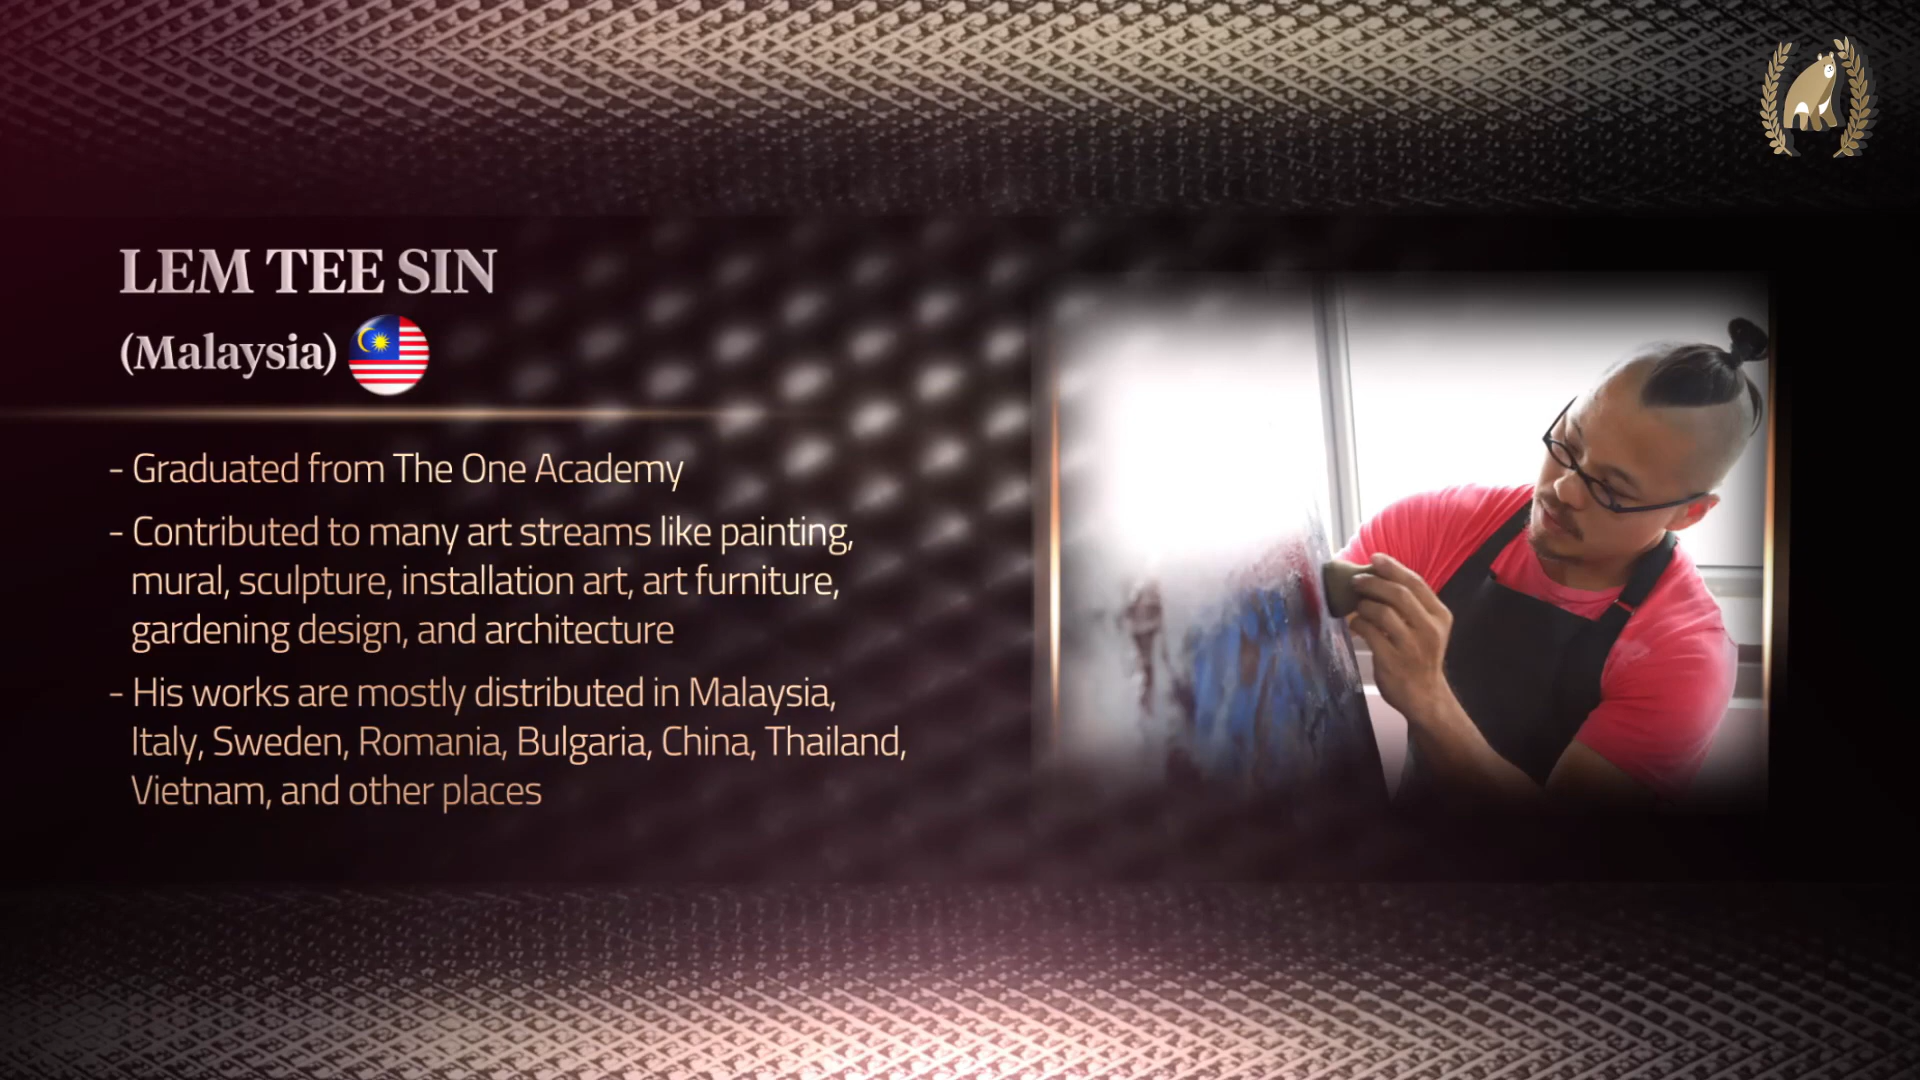 LEM TEE SIN
(Malaysia)
- Graduated from The One Academy
- Contributed to many art streams like painting,
mural, sculpture, installation art, art furniture,
gardening design, and architecture
- His works are mostly distributed in Malaysia,
Italy, Sweden, Romania, Bulgaria, China, Thailand,
Vietnam, and other places